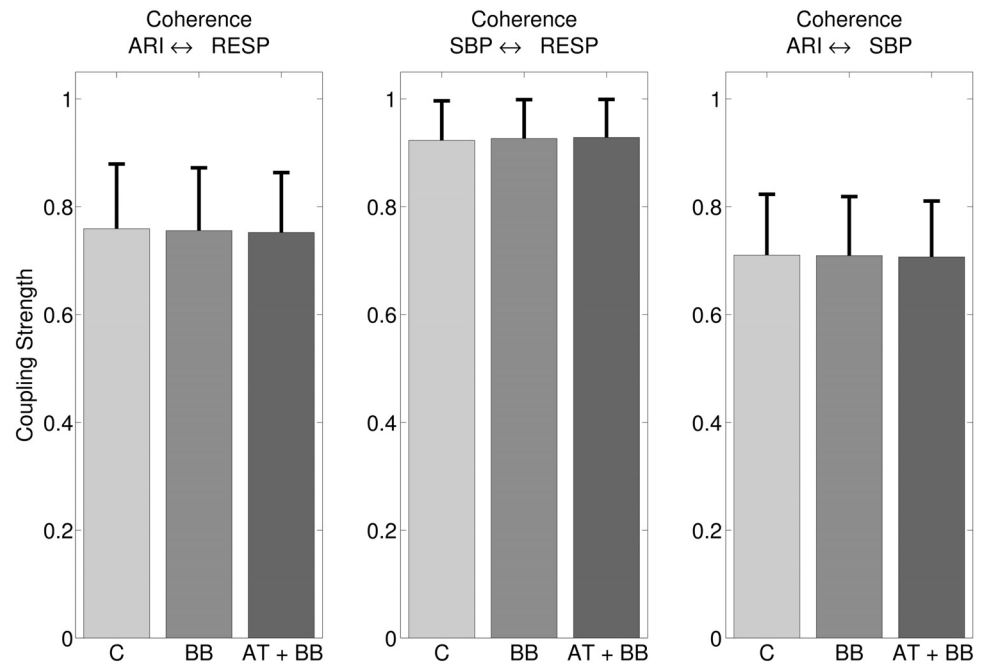 Coherence
ARI ↔ RESP
Coherence
SBP ↔ RESP
Coherence
ARI ↔ SBP
Coupling Strength
1
0.8
0.6
0.4
0.2
0
C BB AT + BB
1
0.8
0.6
0.4
0.2
0
C BB AT + BB
1
0.8
0.6
0.4
0.2
0
C BB AT + BB